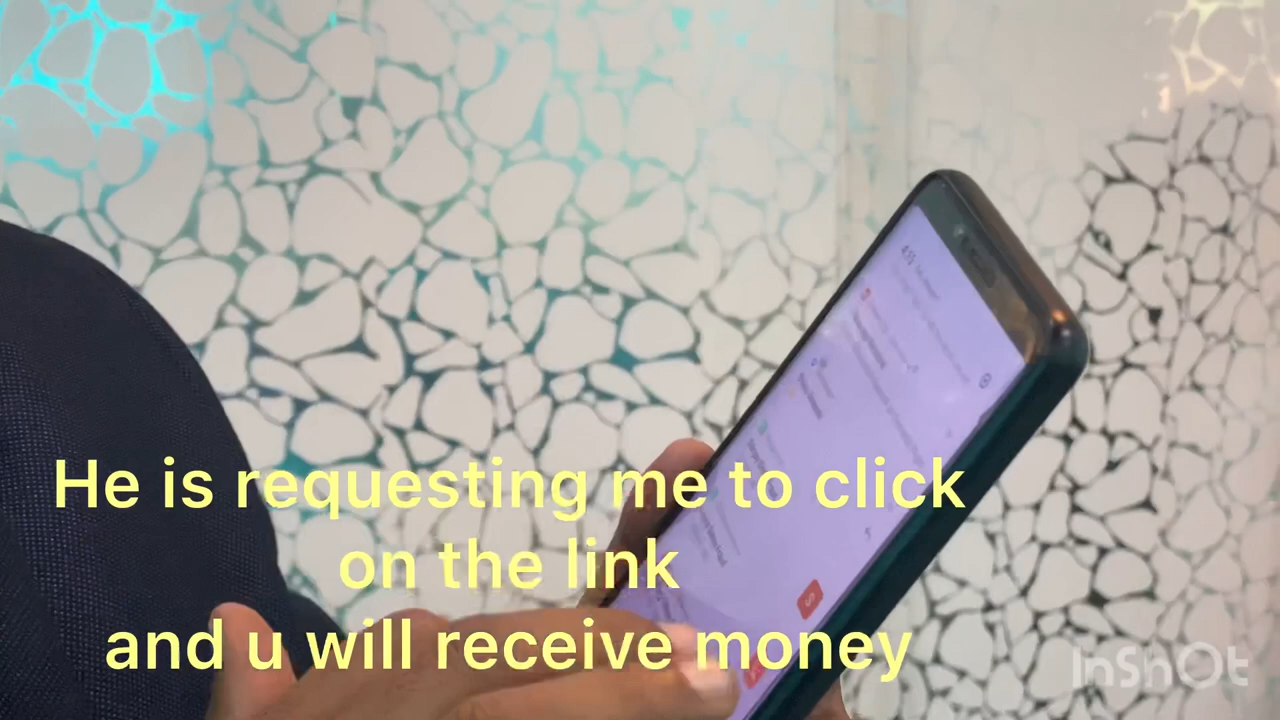 He is requesting me to click
on the link
and u will receive money
InShOt